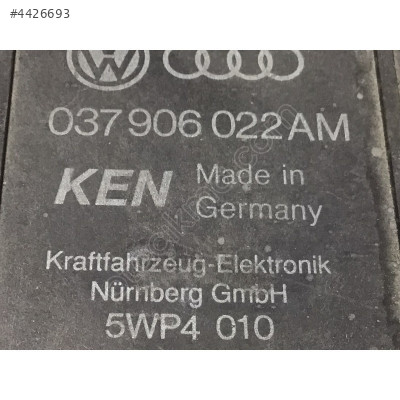 #4426693
037 906 022 AM
KEN Made in
Germany
Kraftfahrzeug-Elektronik
Nürnberg GmbH
5WP4 010